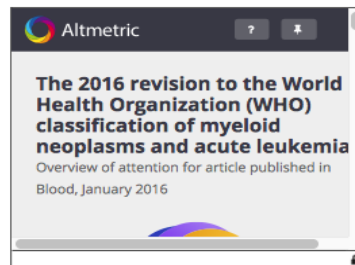 Altmetric
?
The 2016 revision to the World
Health Organization (WHO)
classification of myeloid
neoplasms and acute leukemia
Overview of attention for article published in
Blood, January 2016